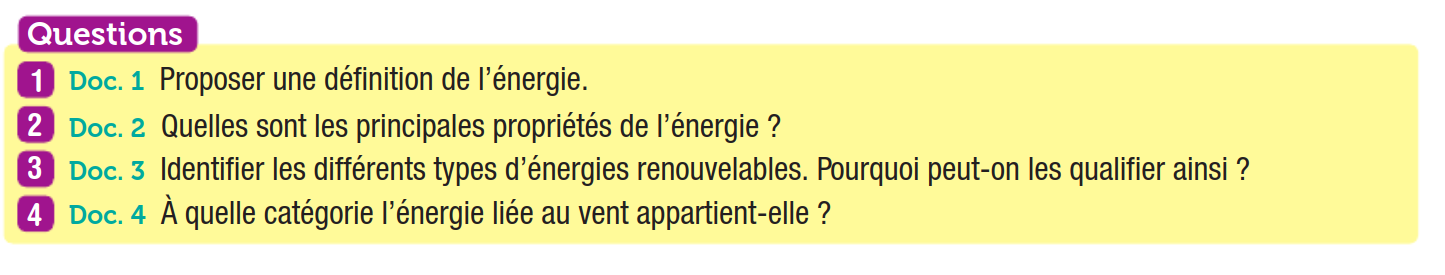 Questions
1 Doc. 1 Proposer une définition de l’énergie.
2 Doc. 2 Quelles sont les principales propriétés de l’énergie ?
3 Doc. 3 Identifier les différents types d’énergies renouvelables. Pourquoi peut-on les qualifier ainsi ?
4 Doc. 4 À quelle catégorie l’énergie liée au vent appartient-elle ?